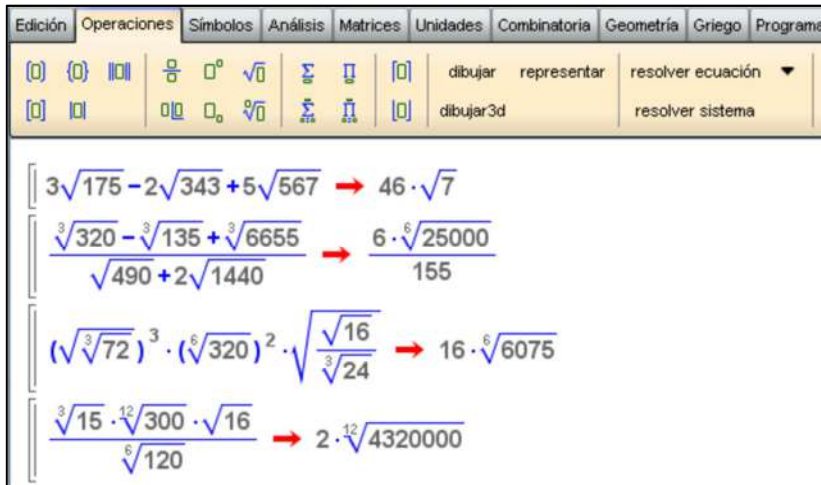 Edición Operaciones Símbolos Análisis Matrices Unidades Combinatoria Geometría Griego Programa
dibujar representar resolver ecuación
dibujar3d resolver sistema
3√175 − 2√343 + 5√567 → 46·√7
(∛320 − ∛135 + ∛6655) / (√490 + 2√1440) → (6·⁶√25000) / 155
(√(∛72))³ · (⁶√320)² · √(√16 / ∛24) → 16·⁶√6075
(∛15 · ¹²√300 · √16) / ⁶√120 → 2·¹²√4320000